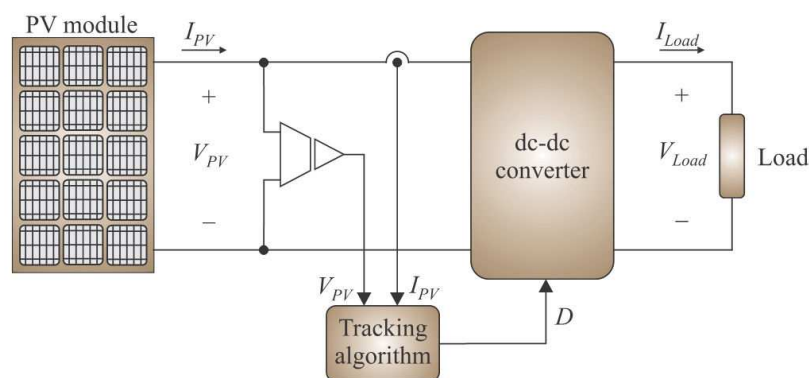 PV module
I_PV
I_Load
+
+
V_PV
dc-dc
converter
V_Load
Load
−
−
V_PV
I_PV
D
Tracking
algorithm